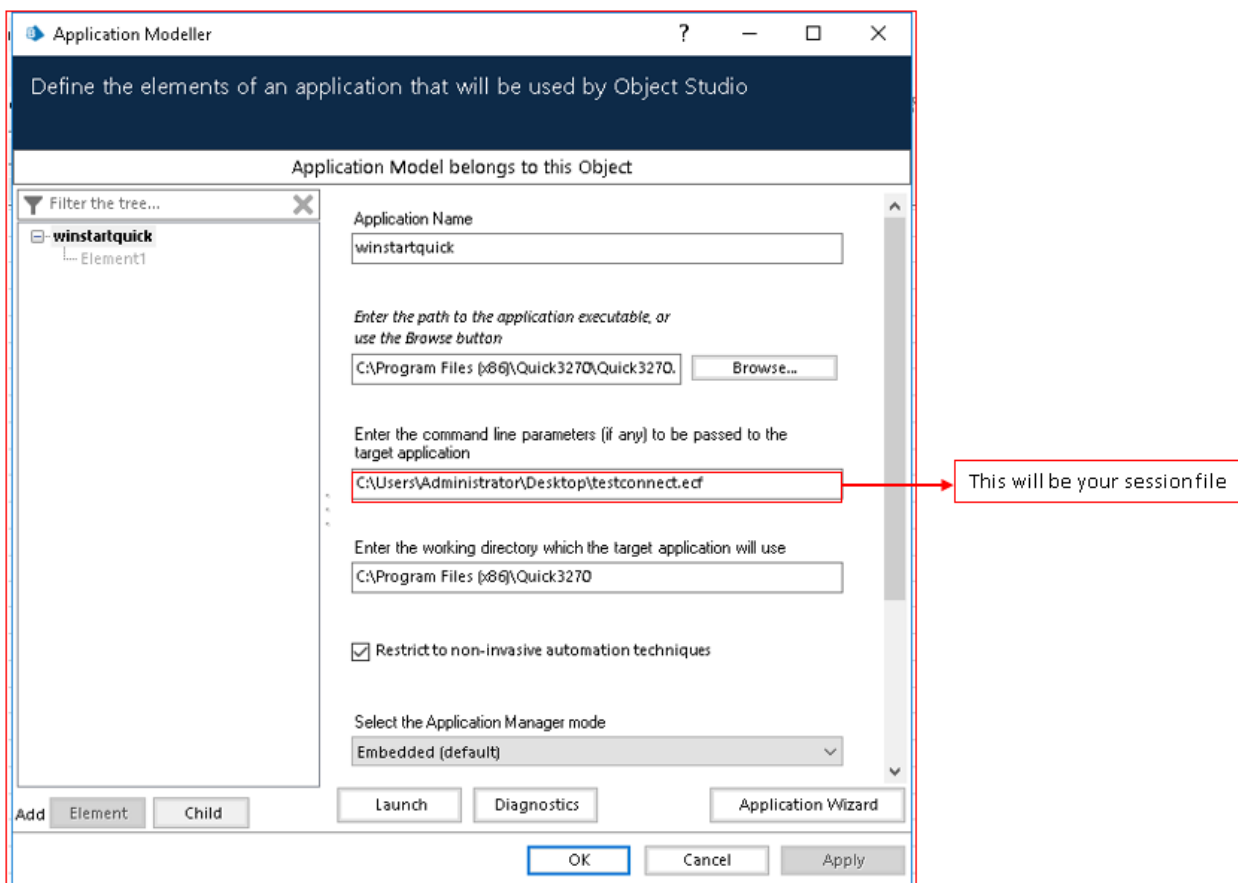 Application Modeller
?
Define the elements of an application that will be used by Object Studio
Application Model belongs to this Object
Filter the tree...
winstartquick
Element1
Application Name
winstartquick
Enter the path to the application executable, or
use the Browse button
C:\Program Files (x86)\Quick3270\Quick3270.
Browse...
Enter the command line parameters (if any) to be passed to the
target application
C:\Users\Administrator\Desktop\testconnect.ecf
This will be your session file
Enter the working directory which the target application will use
C:\Program Files (x86)\Quick3270
Restrict to non-invasive automation techniques
Select the Application Manager mode
Embedded (default)
Add Element Child
Launch Diagnostics Application Wizard
OK Cancel Apply